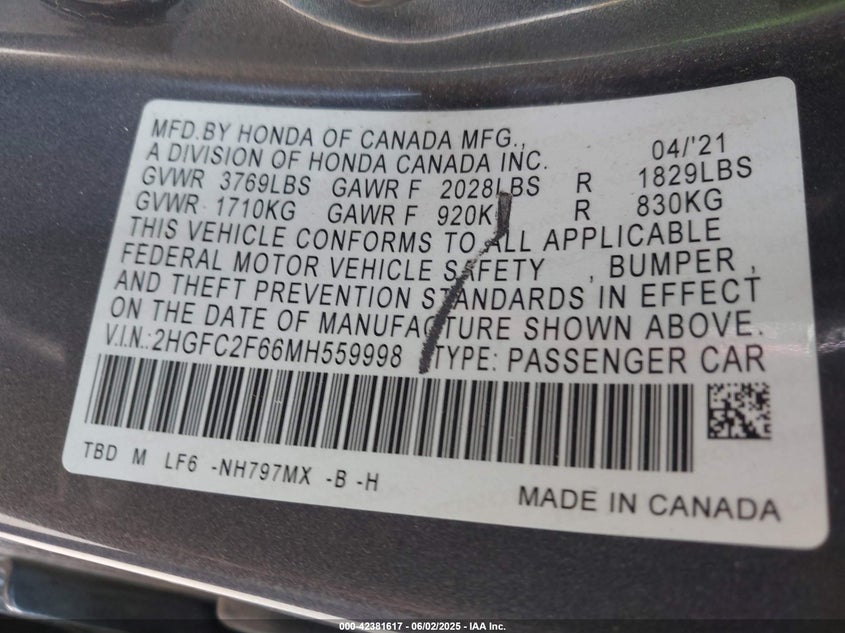 MFD.BY HONDA OF CANADA MFG.,
A DIVISION OF HONDA CANADA INC. 04/'21
GVWR 3769LBS GAWR F 2028LBS R 1829LBS
GVWR 1710KG GAWR F 920K R 830KG
THIS VEHICLE CONFORMS TO ALL APPLICABLE
FEDERAL MOTOR VEHICLE SAFETY , BUMPER ,
AND THEFT PREVENTION STANDARDS IN EFFECT
ON THE DATE OF MANUFACTURE SHOWN ABOVE.
V.I.N.:2HGFC2F66MH559998 TYPE: PASSENGER CAR
TBD M LF6 -NH797MX -B -H
MADE IN CANADA
000-42381617 - 06/02/2025 - IAA Inc.